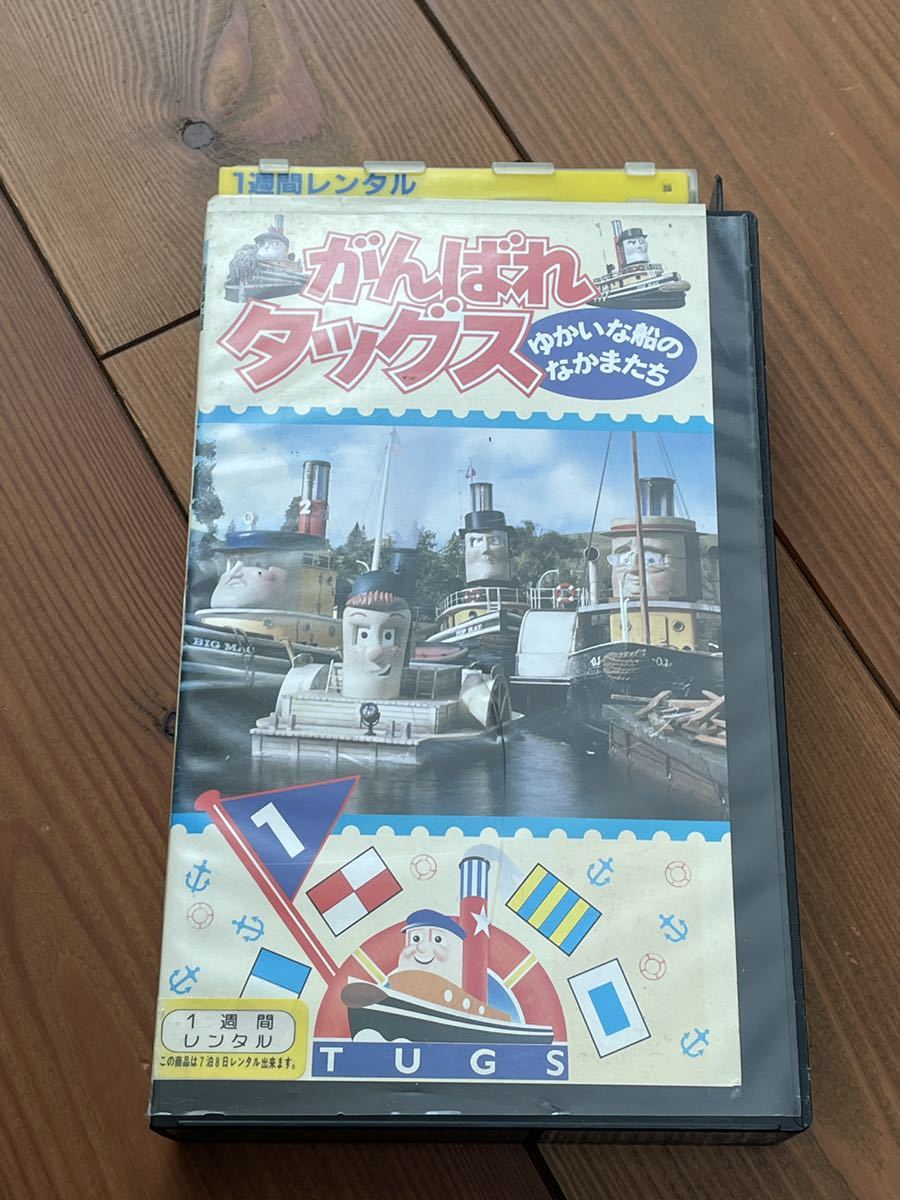 1週間レンタル
がんばれ
タッグス
ゆかいな船の
なかまたち
2
BIG MAC
TOP HAT
O.J.
1
1週間
レンタル
この商品は7泊8日レンタル出来ます。
TUGS